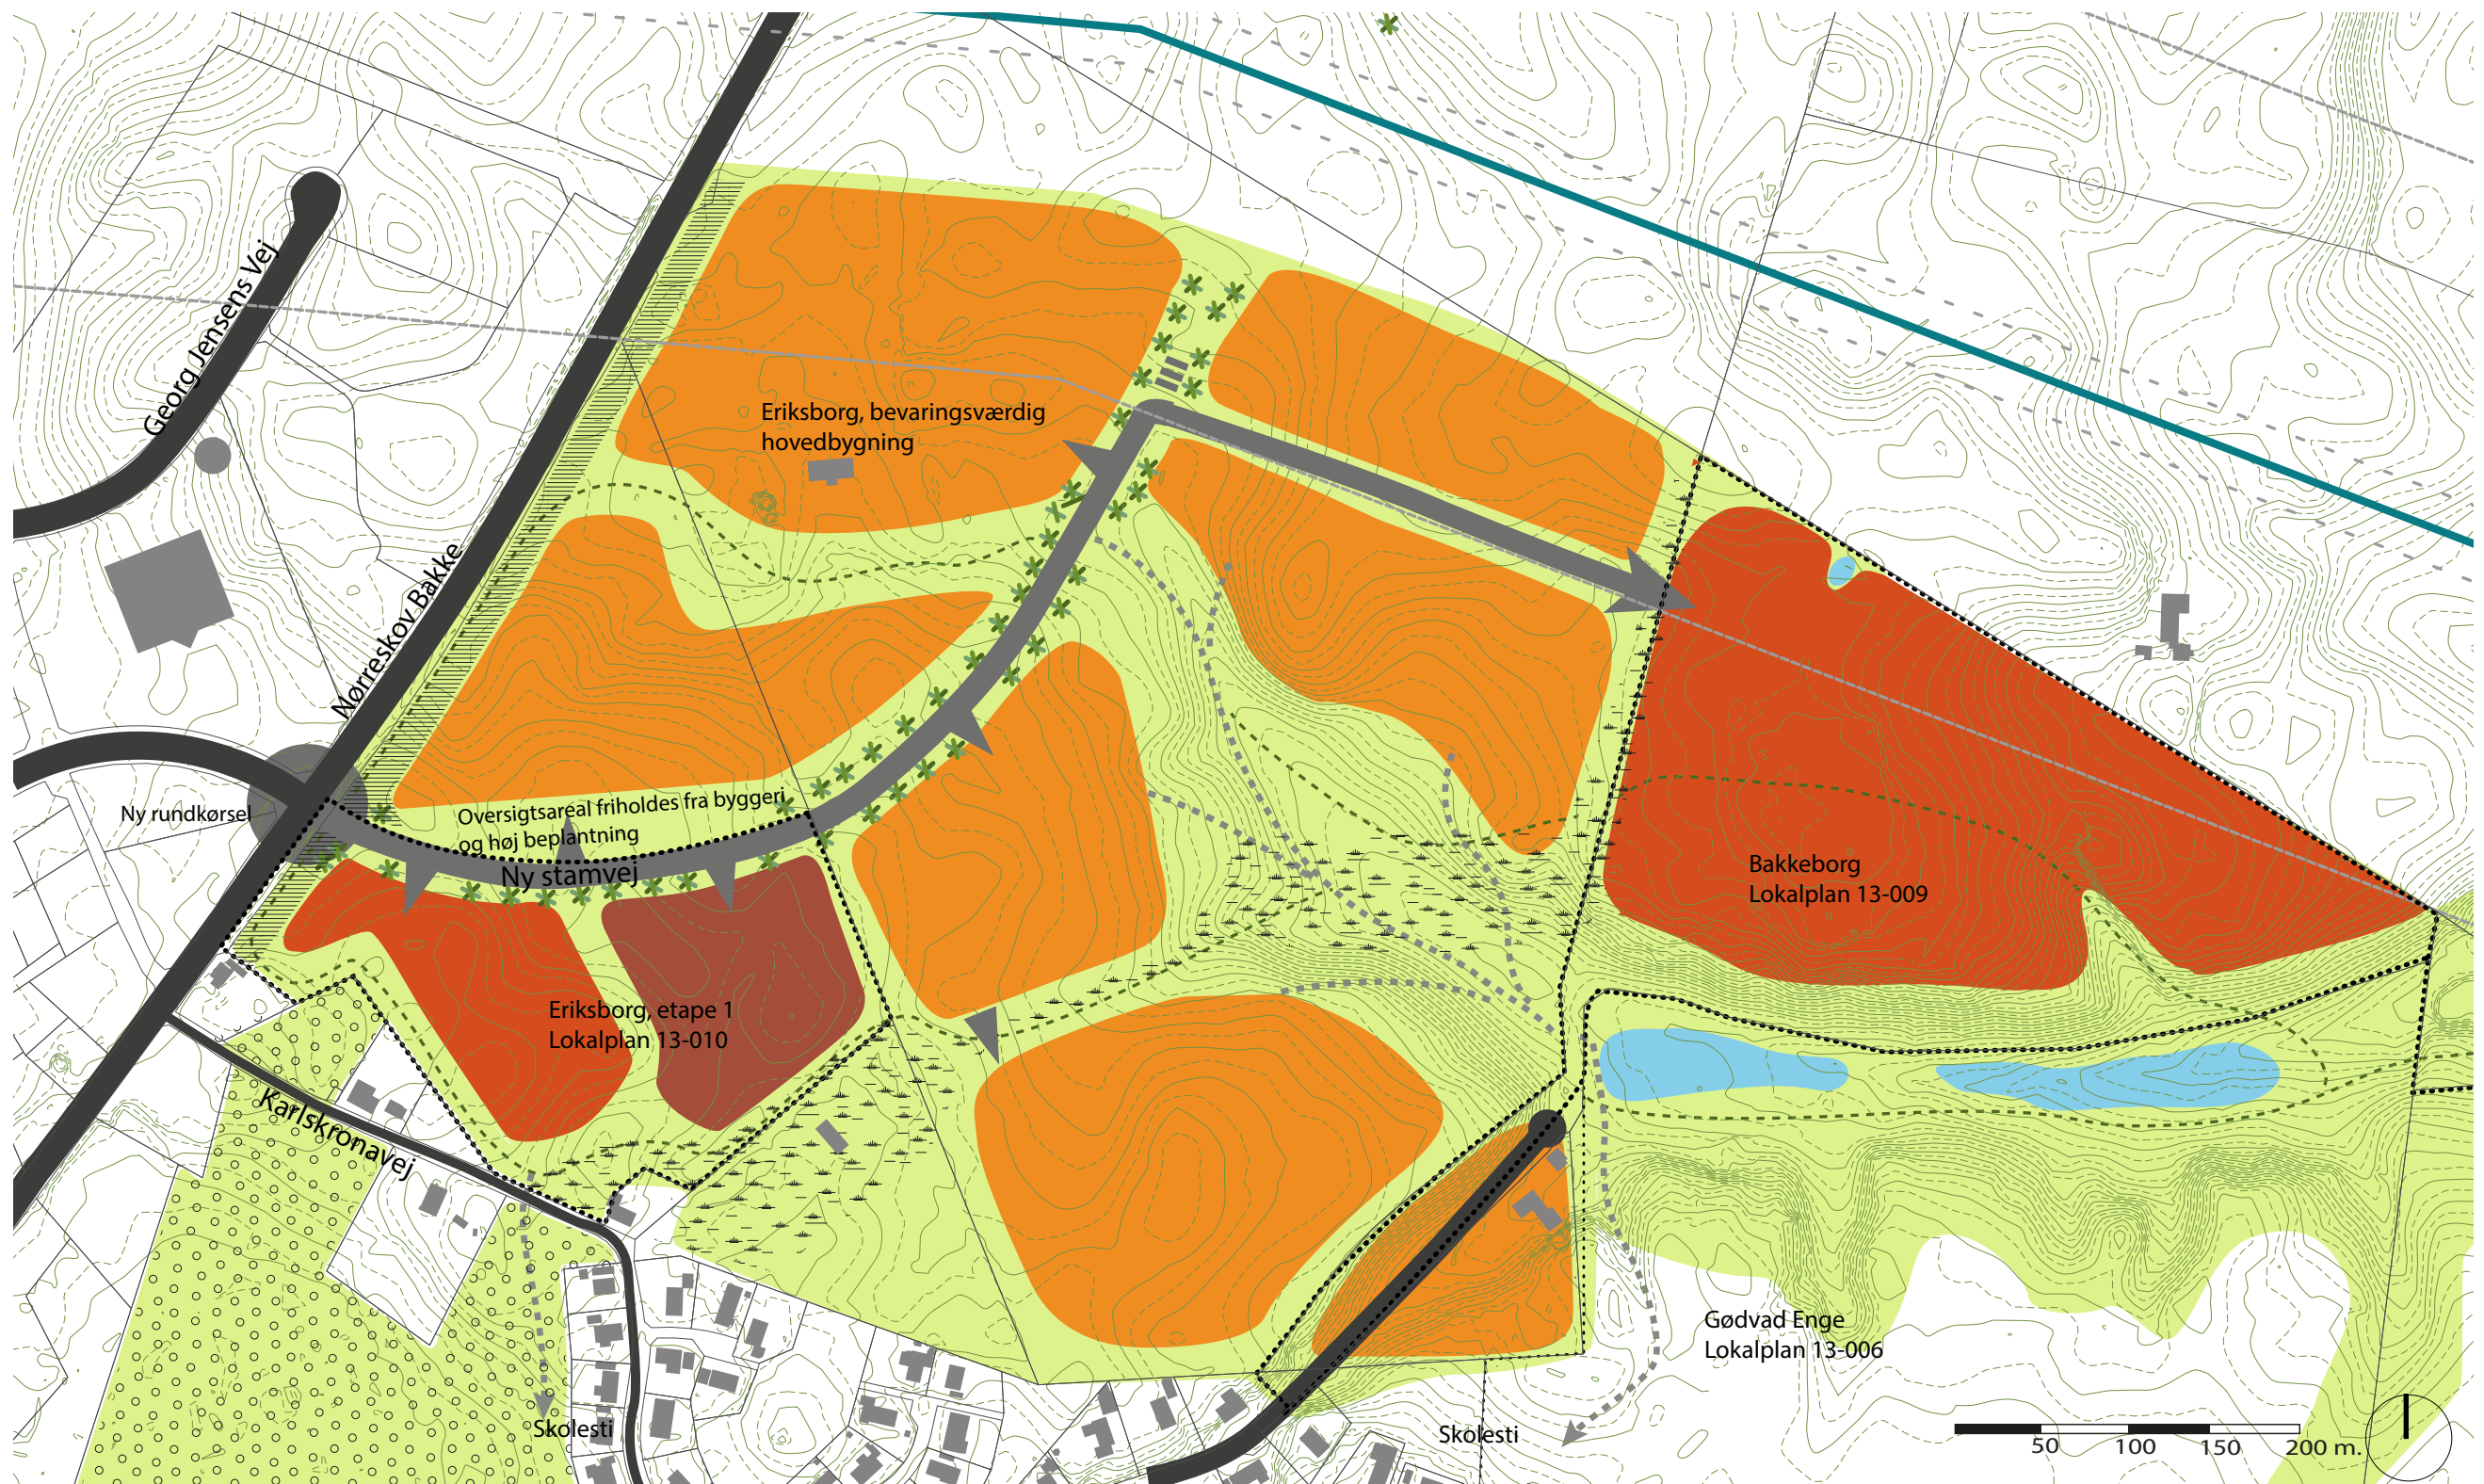 Georg Jensens Vej
Eriksborg, bevaringsværdig
hovedbygning
Nørreskov Bakke
Ny rundkørsel
Oversigtsareal friholdes fra byggeri
og høj beplantning
Ny stamvej
Bakkeborg
Lokalplan 13-009
Eriksborg, etape 1
Lokalplan 13-010
Karlskronavej
Gødvad Enge
Lokalplan 13-006
Skolesti
Skolesti
50 100 150 200 m.